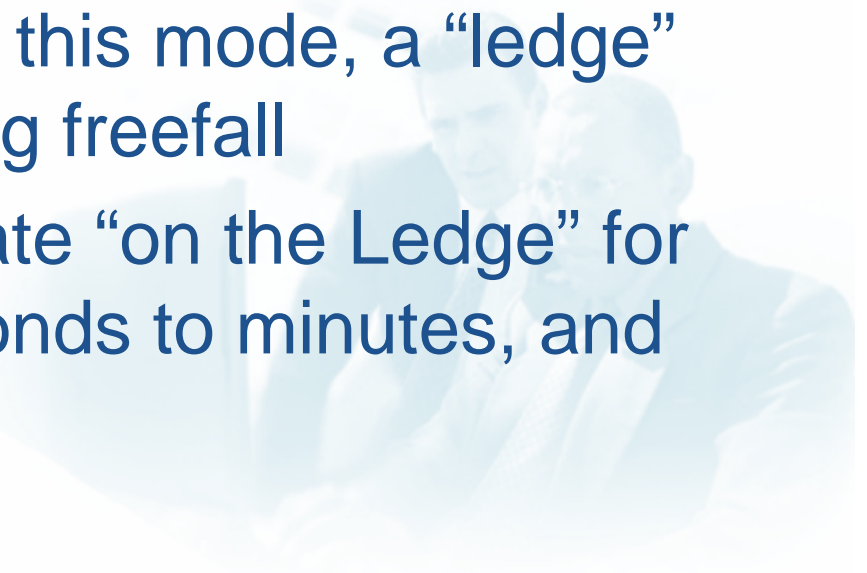 this mode, a “ledge”
g freefall
ate “on the Ledge” for
onds to minutes, and